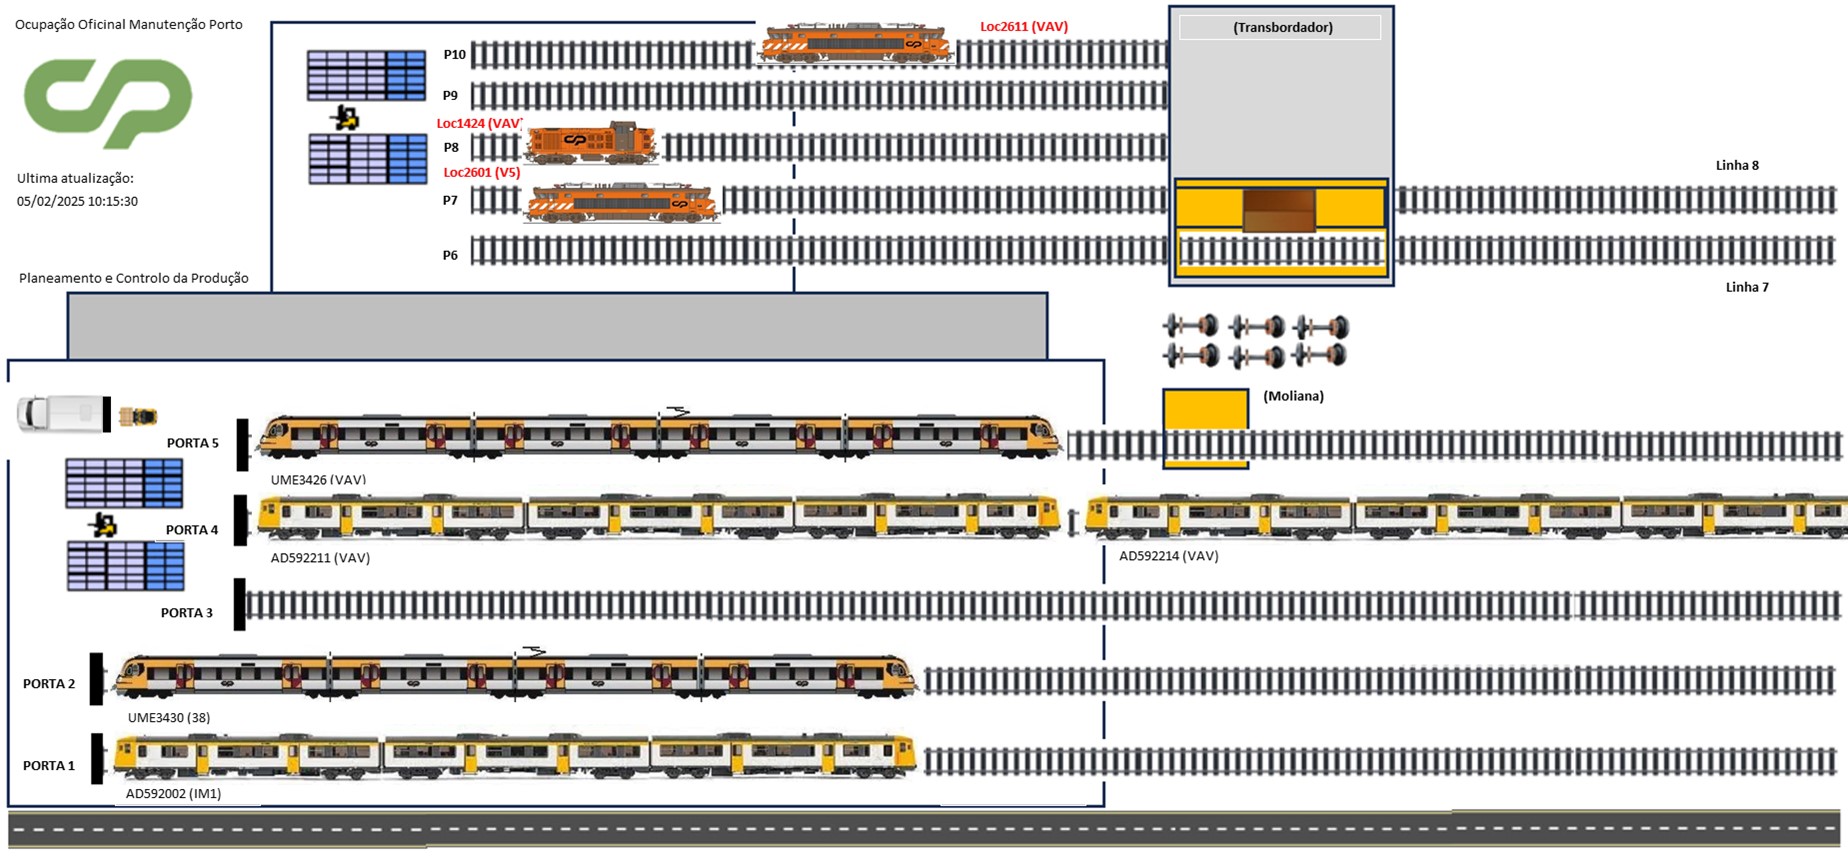 Ocupação Oficinal Manutenção Porto
Ultima atualização:
05/02/2025 10:15:30
Planeamento e Controlo da Produção
P10
Loc2611 (VAV)
(Transbordador)
P9
Loc1424 (VAV)
P8
Loc2601 (V5)
P7
P6
Linha 8
Linha 7
(Moliana)
PORTA 5
UME3426 (VAV)
PORTA 4
AD592211 (VAV)
AD592214 (VAV)
PORTA 3
PORTA 2
UME3430 (38)
PORTA 1
AD592002 (IM1)